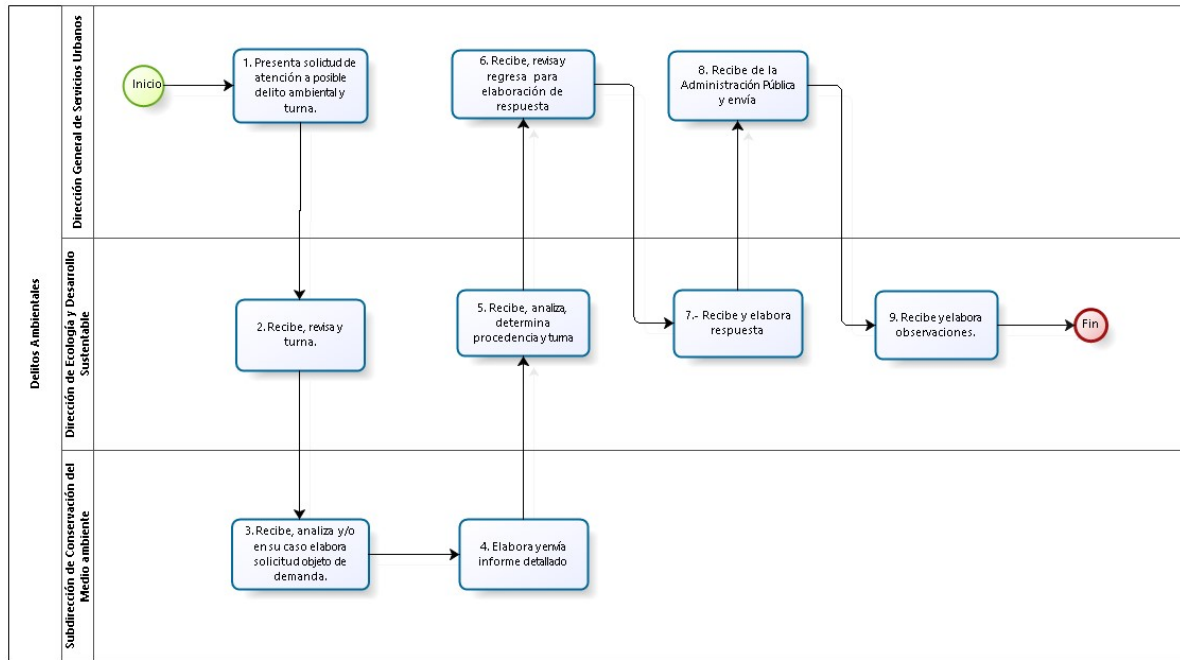 Delitos Ambientales
Dirección General de Servicios Urbanos
Inicio
1. Presenta solicitud de
atención a posible
delito ambiental y
turna.
6. Recibe, revisa y
regresa para
elaboración de
respuesta
8. Recibe de la
Administración Pública
y envía
Dirección de Ecología y Desarrollo
Sustentable
2. Recibe, revisa y
turna.
5. Recibe, analiza,
determina
procedencia y turna
7.- Recibe y elabora
respuesta
9. Recibe y elabora
observaciones.
Fin
Subdirección de Conservación del
Medio ambiente
3. Recibe, analiza y/o
en su caso elabora
solicitud objeto de
demanda.
4. Elabora y envía
informe detallado